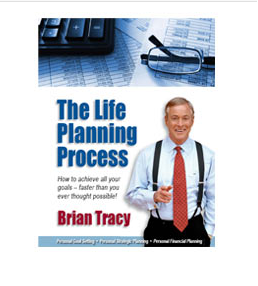 The Life
Planning
Process
How to achieve all your
goals – faster than you
ever thought possible!
Brian Tracy
Personal Goal Setting • Personal Strategic Planning • Personal Financial Planning